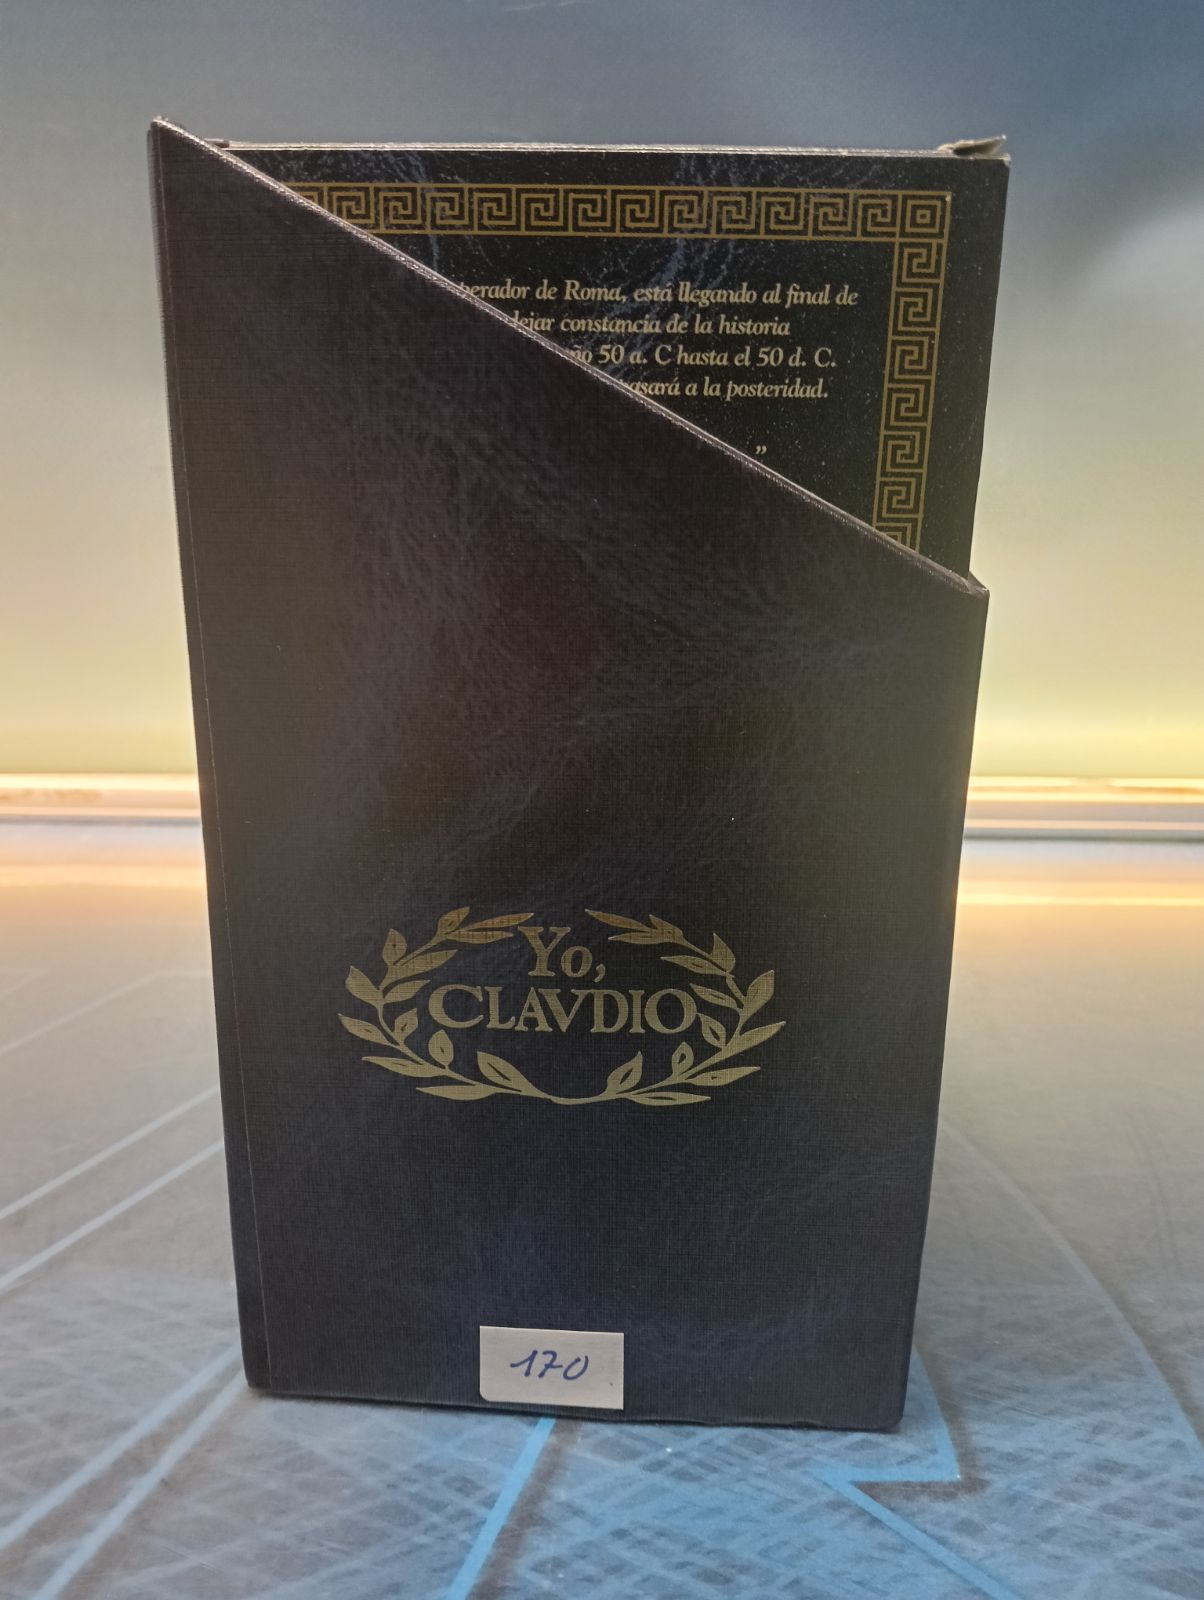 de Roma, está llegando al final de
dejar constancia de la historia
50 a. C hasta el 50 d. C.
pasará a la posteridad.
”
Yo,
CLAVDIO
170